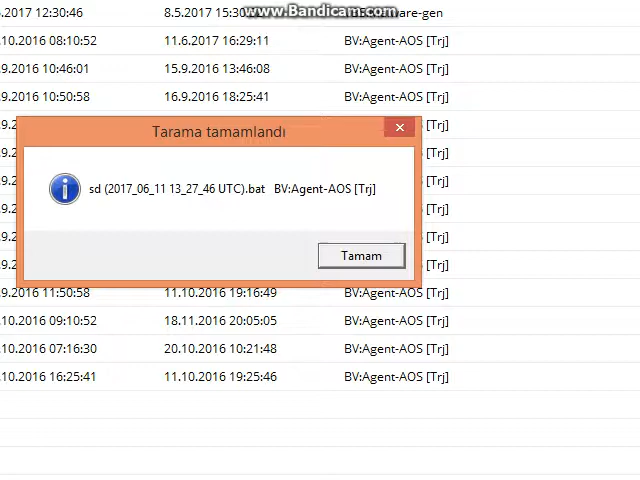 .2017 12:30:46 8.5.2017 15:30 are-gen
www.Bandicam.com
.10.2016 08:10:52 11.6.2017 16:29:11 BV:Agent-AOS [Trj]
.9.2016 10:46:01 15.9.2016 13:46:08 BV:Agent-AOS [Trj]
.9.2016 10:50:58 16.9.2016 18:25:41 BV:Agent-AOS [Trj]
Tarama tamamlandı
sd (2017_06_11 13_27_46 UTC).bat BV:Agent-AOS [Trj]
Tamam
.9.2016 11:50:58 11.10.2016 19:16:49 BV:Agent-AOS [Trj]
.10.2016 09:10:52 18.11.2016 20:05:05 BV:Agent-AOS [Trj]
.10.2016 07:16:30 20.10.2016 10:21:48 BV:Agent-AOS [Trj]
.10.2016 16:25:41 11.10.2016 19:25:46 BV:Agent-AOS [Trj]